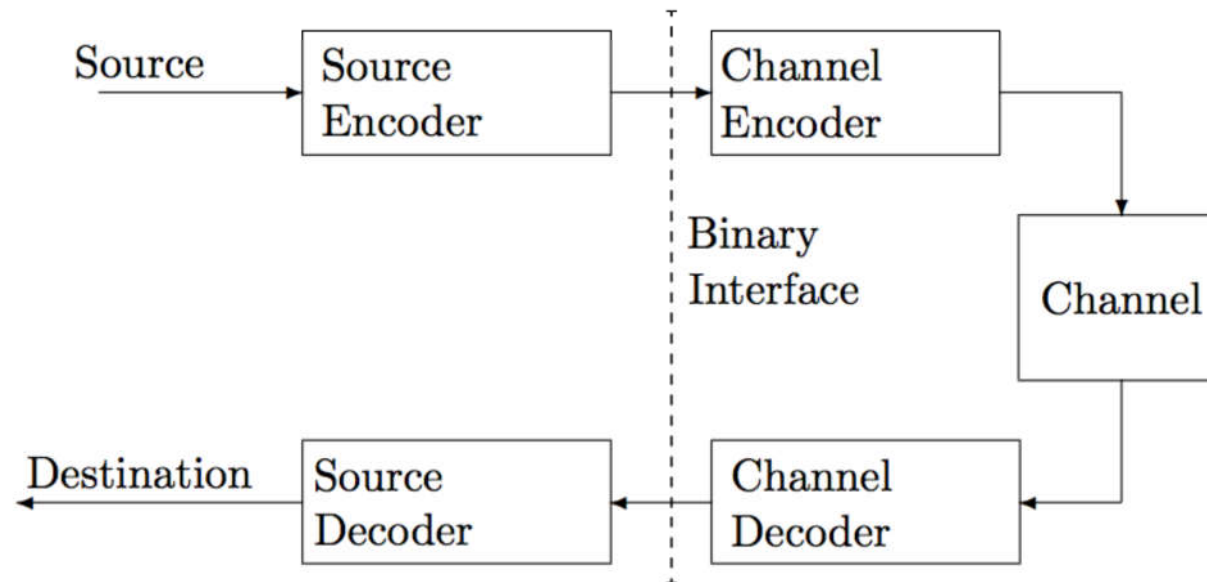 Source
Source
Encoder
Channel
Encoder
Binary
Interface
Channel
Destination
Source
Decoder
Channel
Decoder